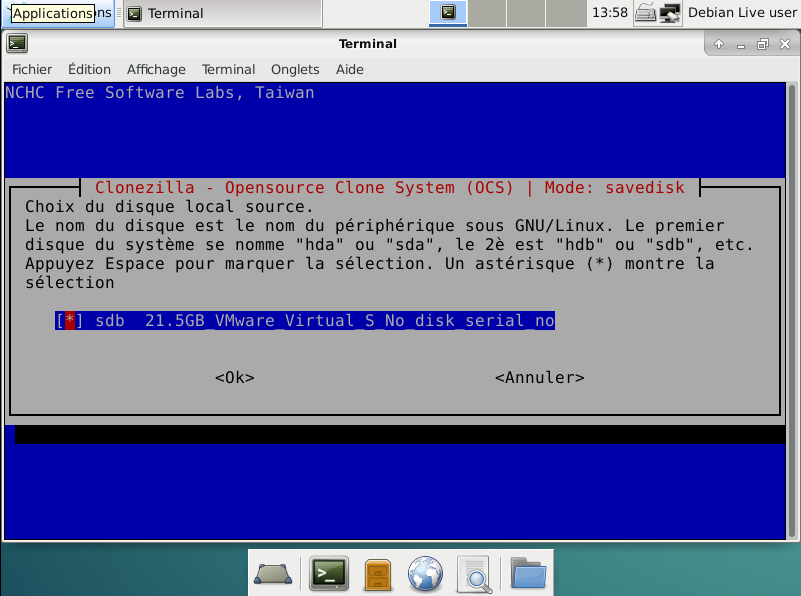 Applications
ns
Terminal
13:58
Debian Live user
Terminal
Fichier Édition Affichage Terminal Onglets Aide
NCHC Free Software Labs, Taiwan
Clonezilla - Opensource Clone System (OCS) | Mode: savedisk
Choix du disque local source.
Le nom du disque est le nom du périphérique sous GNU/Linux. Le premier
disque du système se nomme "hda" ou "sda", le 2è est "hdb" ou "sdb", etc.
Appuyez Espace pour marquer la sélection. Un astérisque (*) montre la
sélection
[*] sdb 21.5GB_VMware_Virtual_S_No_disk_serial_no
<Ok> <Annuler>